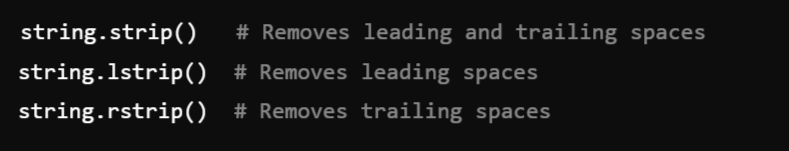 string.strip()   # Removes leading and trailing spaces
string.lstrip()  # Removes leading spaces
string.rstrip()  # Removes trailing spaces